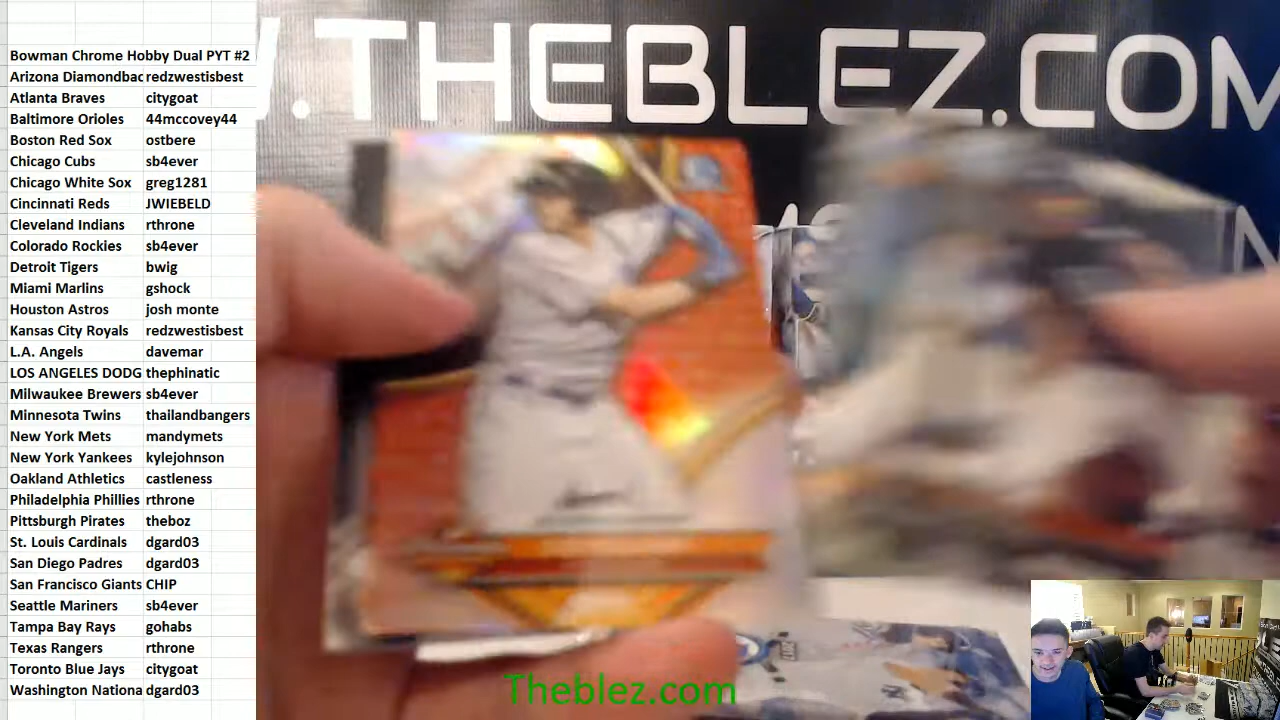 Bowman Chrome Hobby Dual PYT #2
Arizona Diamondbac redzwestisbest
Atlanta Braves citygoat
Baltimore Orioles 44mccovey44
Boston Red Sox ostbere
Chicago Cubs sb4ever
Chicago White Sox greg1281
Cincinnati Reds JWIEBELD
Cleveland Indians rthrone
Colorado Rockies sb4ever
Detroit Tigers bwig
Miami Marlins gshock
Houston Astros josh monte
Kansas City Royals redzwestisbest
L.A. Angels davemar
LOS ANGELES DODG thephinatic
Milwaukee Brewers sb4ever
Minnesota Twins thailandbangers
New York Mets mandymets
New York Yankees kylejohnson
Oakland Athletics castleness
Philadelphia Phillies rthrone
Pittsburgh Pirates theboz
St. Louis Cardinals dgard03
San Diego Padres dgard03
San Francisco Giants CHIP
Seattle Mariners sb4ever
Tampa Bay Rays gohabs
Texas Rangers rthrone
Toronto Blue Jays citygoat
Washington Nationa dgard03
W.THEBLEZ.COM
Theblez.com